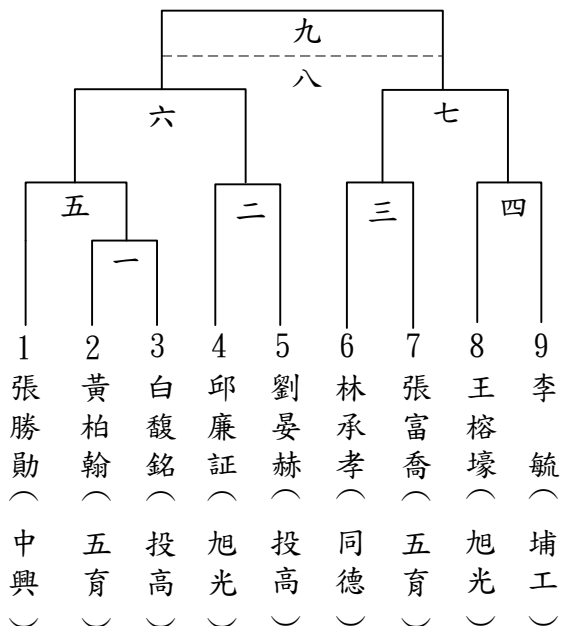 九
八
六
七
五
二
三
四
一
1 張勝勛（中興）
2 黃柏翰（五育）
3 白馥銘（投高）
4 邱廉証（旭光）
5 劉晏赫（投高）
6 林承孝（同德）
7 張富喬（五育）
8 王榕壕（旭光）
9 李毓（埔工）